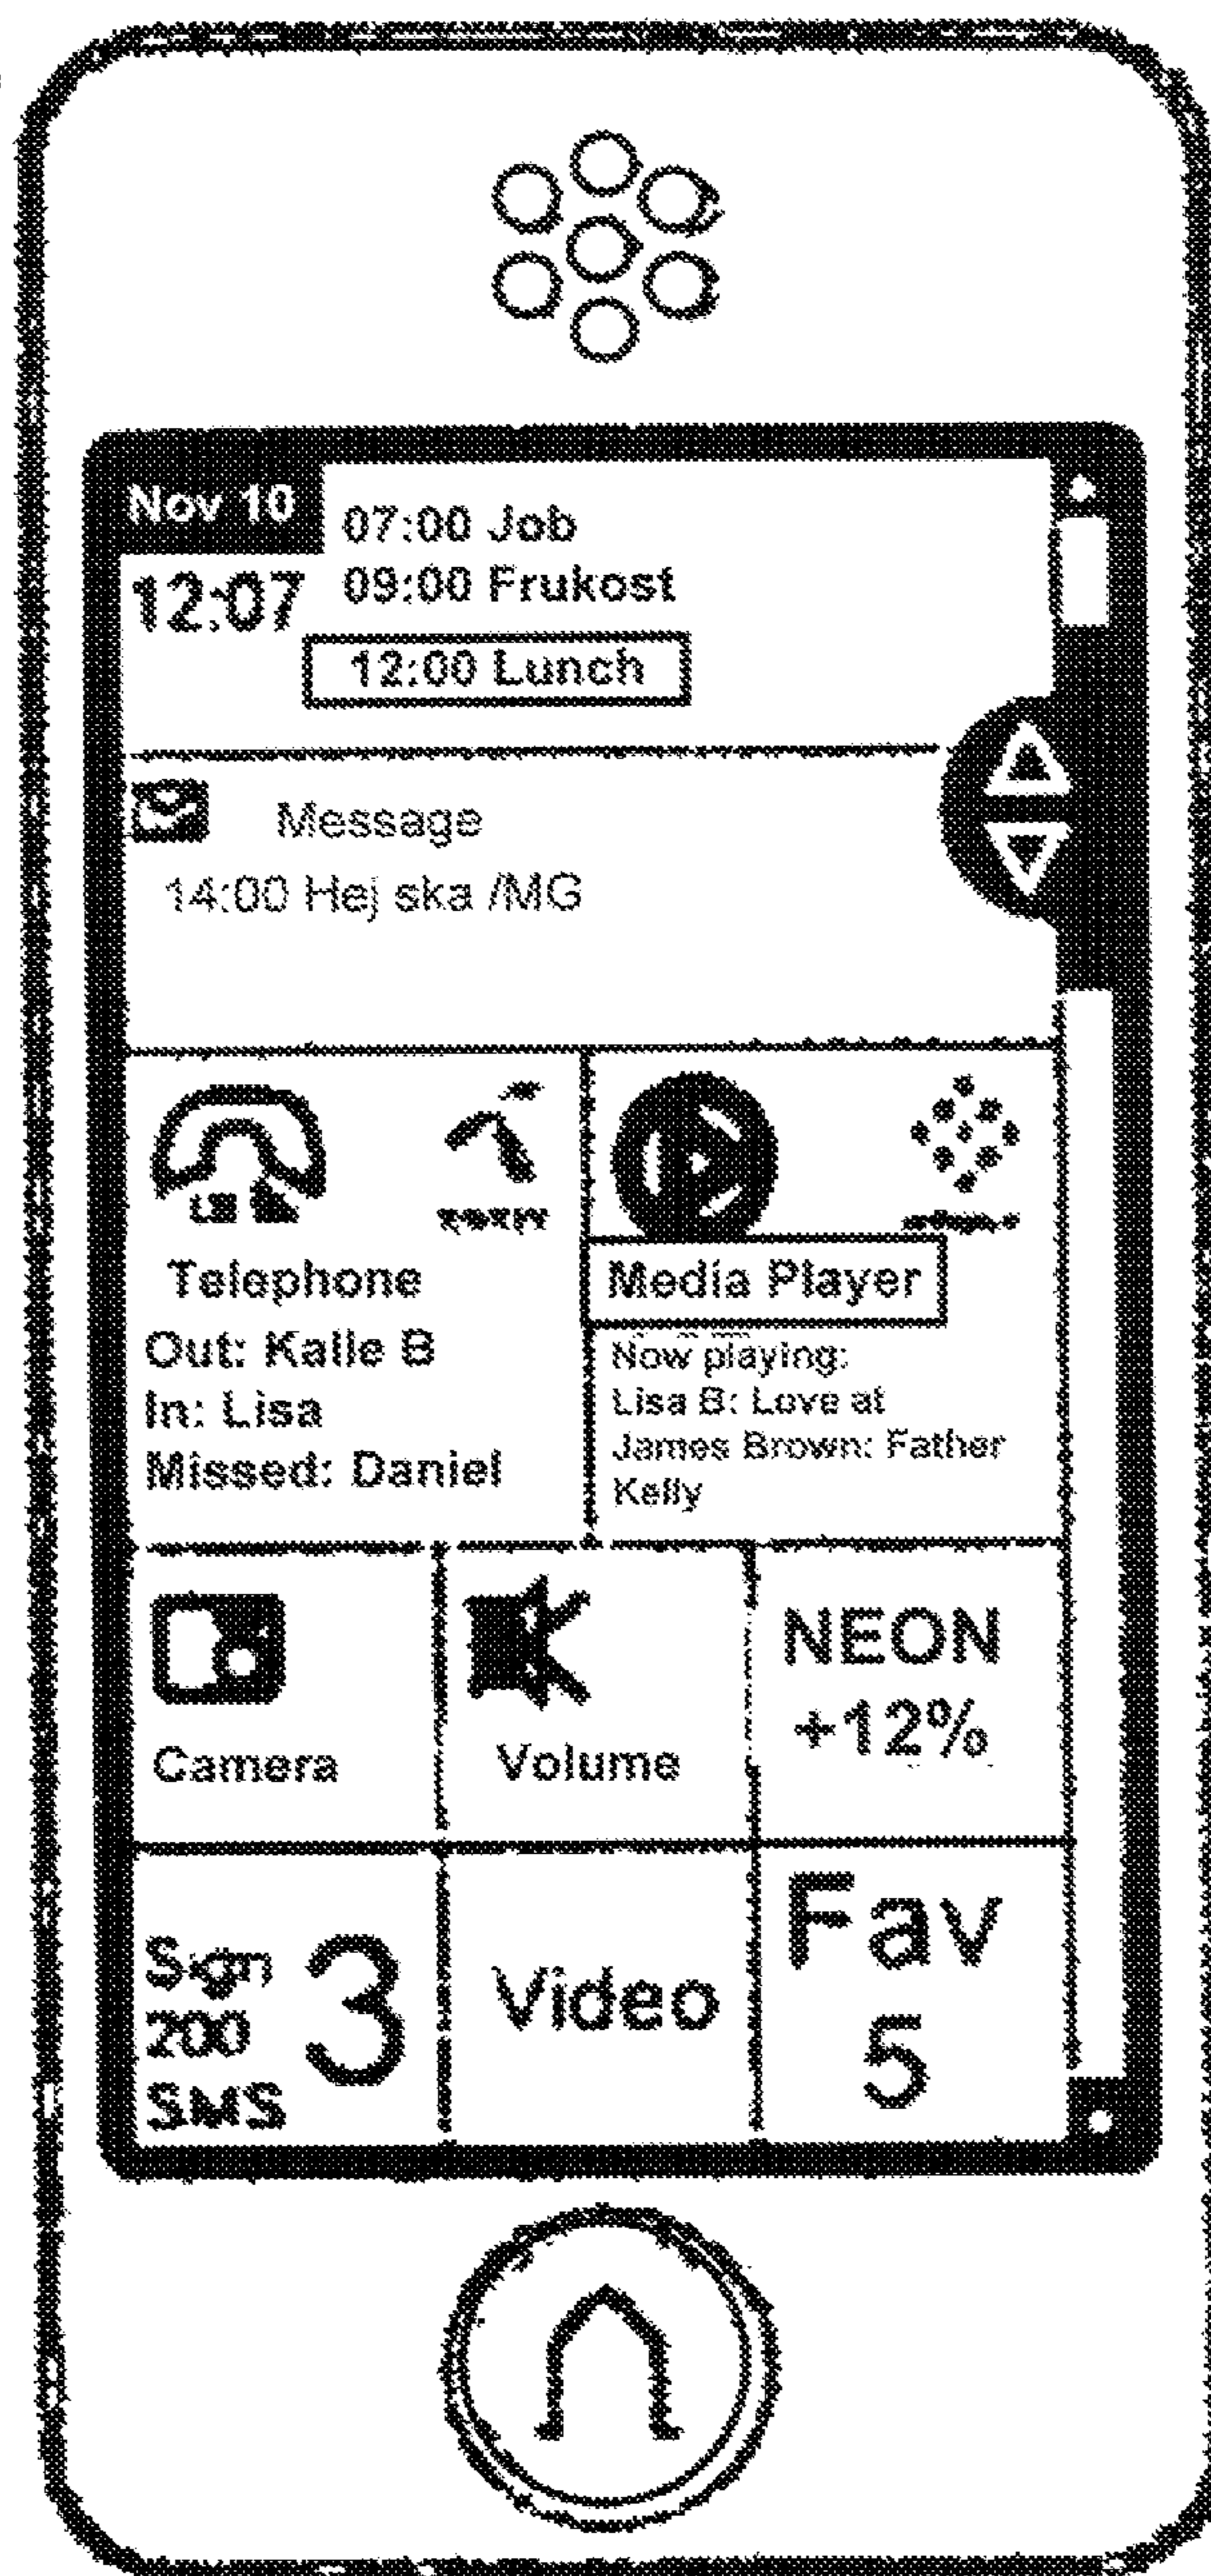 Nov 10
12:07
07:00 Job
09:00 Frukost
12:00 Lunch
Message
14:00 Hej ska /MG
Telephone
Out: Kalle B
In: Lisa
Missed: Daniel
Media Player
Now playing:
Lisa B: Love at
James Brown: Father
Kelly
Camera
Volume
NEON
+12%
Sign
200
SMS
3
Video
Fav
5